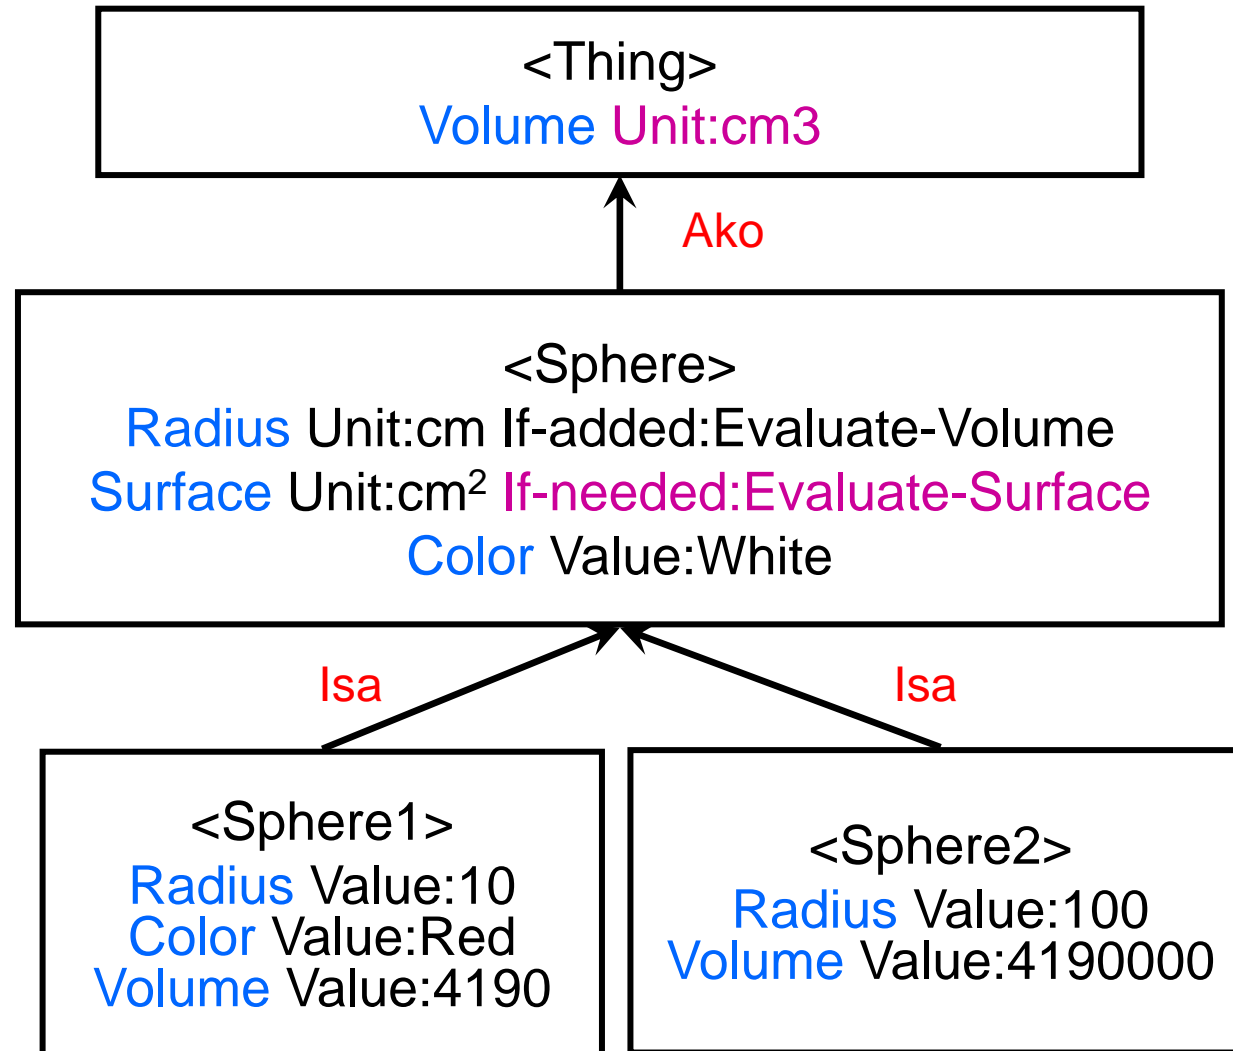 <Thing>
Volume Unit:cm3
Ako
<Sphere>
Radius Unit:cm If-added:Evaluate-Volume
Surface Unit:cm² If-needed:Evaluate-Surface
Color Value:White
Isa
Isa
<Sphere1>
Radius Value:10
Color Value:Red
Volume Value:4190
<Sphere2>
Radius Value:100
Volume Value:4190000